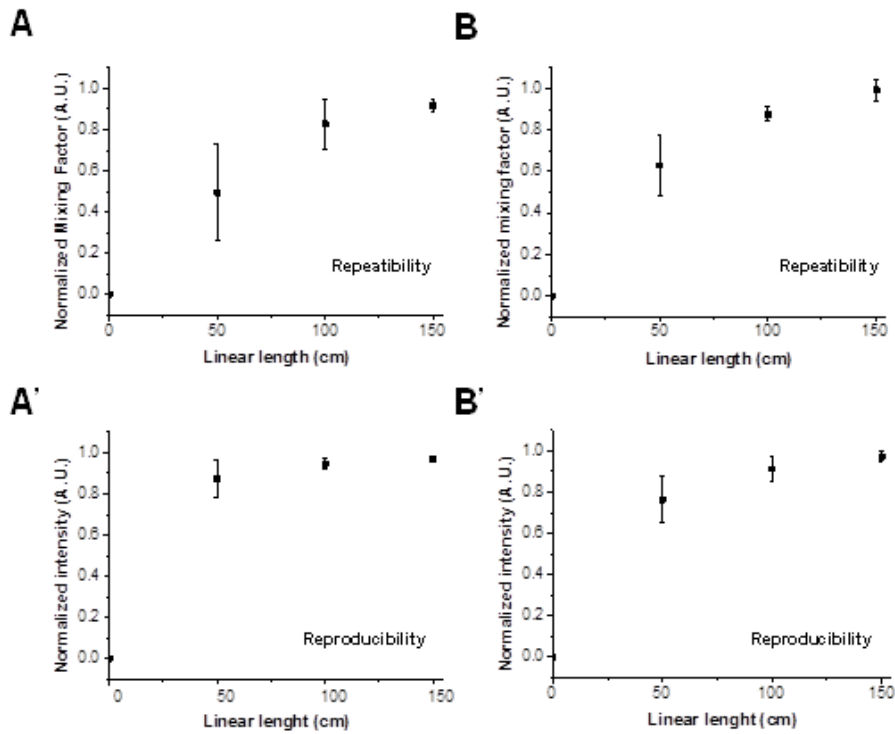 A
Normalized Mixing Factor (A.U.)
1.0
0.8
0.6
0.4
0.2
0.0
Repeatibility
0 50 100 150
Linear length (cm)
B
Normalized mixing factor (A.U.)
1.0
0.8
0.6
0.4
0.2
0.0
Repeatibility
0 50 100 150
Linear length (cm)
A'
Normalized intensity (A.U.)
1.0
0.8
0.6
0.4
0.2
0.0
Reproducibility
0 50 100 150
Linear lenght (cm)
B'
Normalized intensity (A.U.)
1.0
0.8
0.6
0.4
0.2
0.0
Reproducibility
0 50 100 150
Linear lenght (cm)